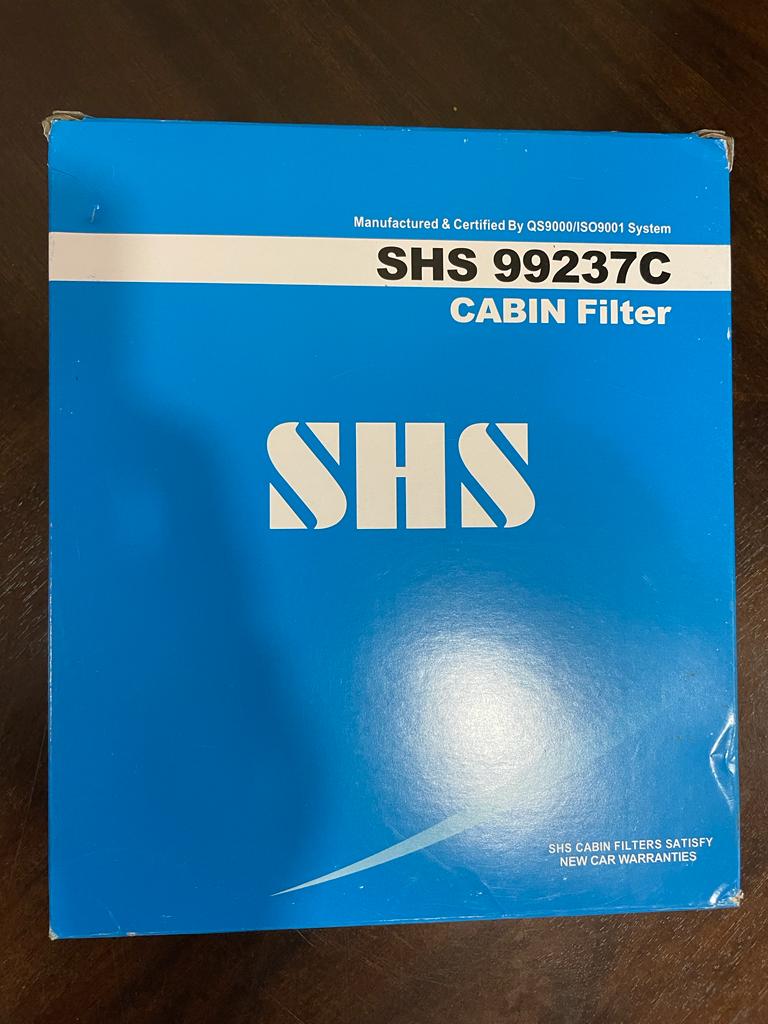 Manufactured & Certified By QS9000/ISO9001 System
SHS 99237C
CABIN Filter
SHS
SHS CABIN FILTERS SATISFY
NEW CAR WARRANTIES